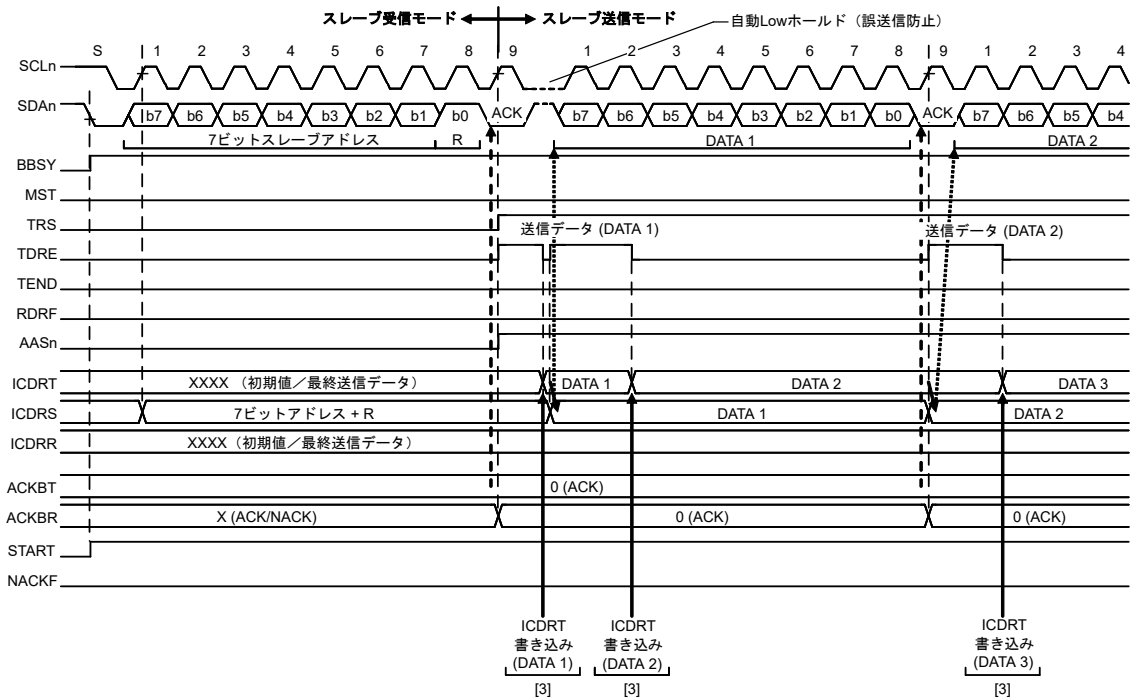 スレーブ受信モード スレーブ送信モード 自動Lowホールド（誤送信防止）
S 1 2 3 4 5 6 7 8 9 1 2 3 4 5 6 7 8 9 1 2 3 4
SCLn
SDAn b7 b6 b5 b4 b3 b2 b1 b0 ACK b7 b6 b5 b4 b3 b2 b1 b0 ACK b7 b6 b5 b4
7ビットスレーブアドレス R DATA 1 DATA 2
BBSY
MST
TRS
送信データ (DATA 1) 送信データ (DATA 2)
TDRE
TEND
RDRF
AASn
ICDRT XXXX （初期値／最終送信データ） DATA 1 DATA 2 DATA 3
ICDRS 7ビットアドレス + R DATA 1 DATA 2
ICDRR XXXX（初期値／最終送信データ）
ACKBT 0 (ACK)
ACKBR X (ACK/NACK) 0 (ACK) 0 (ACK)
START
NACKF
ICDRT ICDRT ICDRT
書き込み 書き込み 書き込み
(DATA 1) (DATA 2) (DATA 3)
[3] [3] [3]